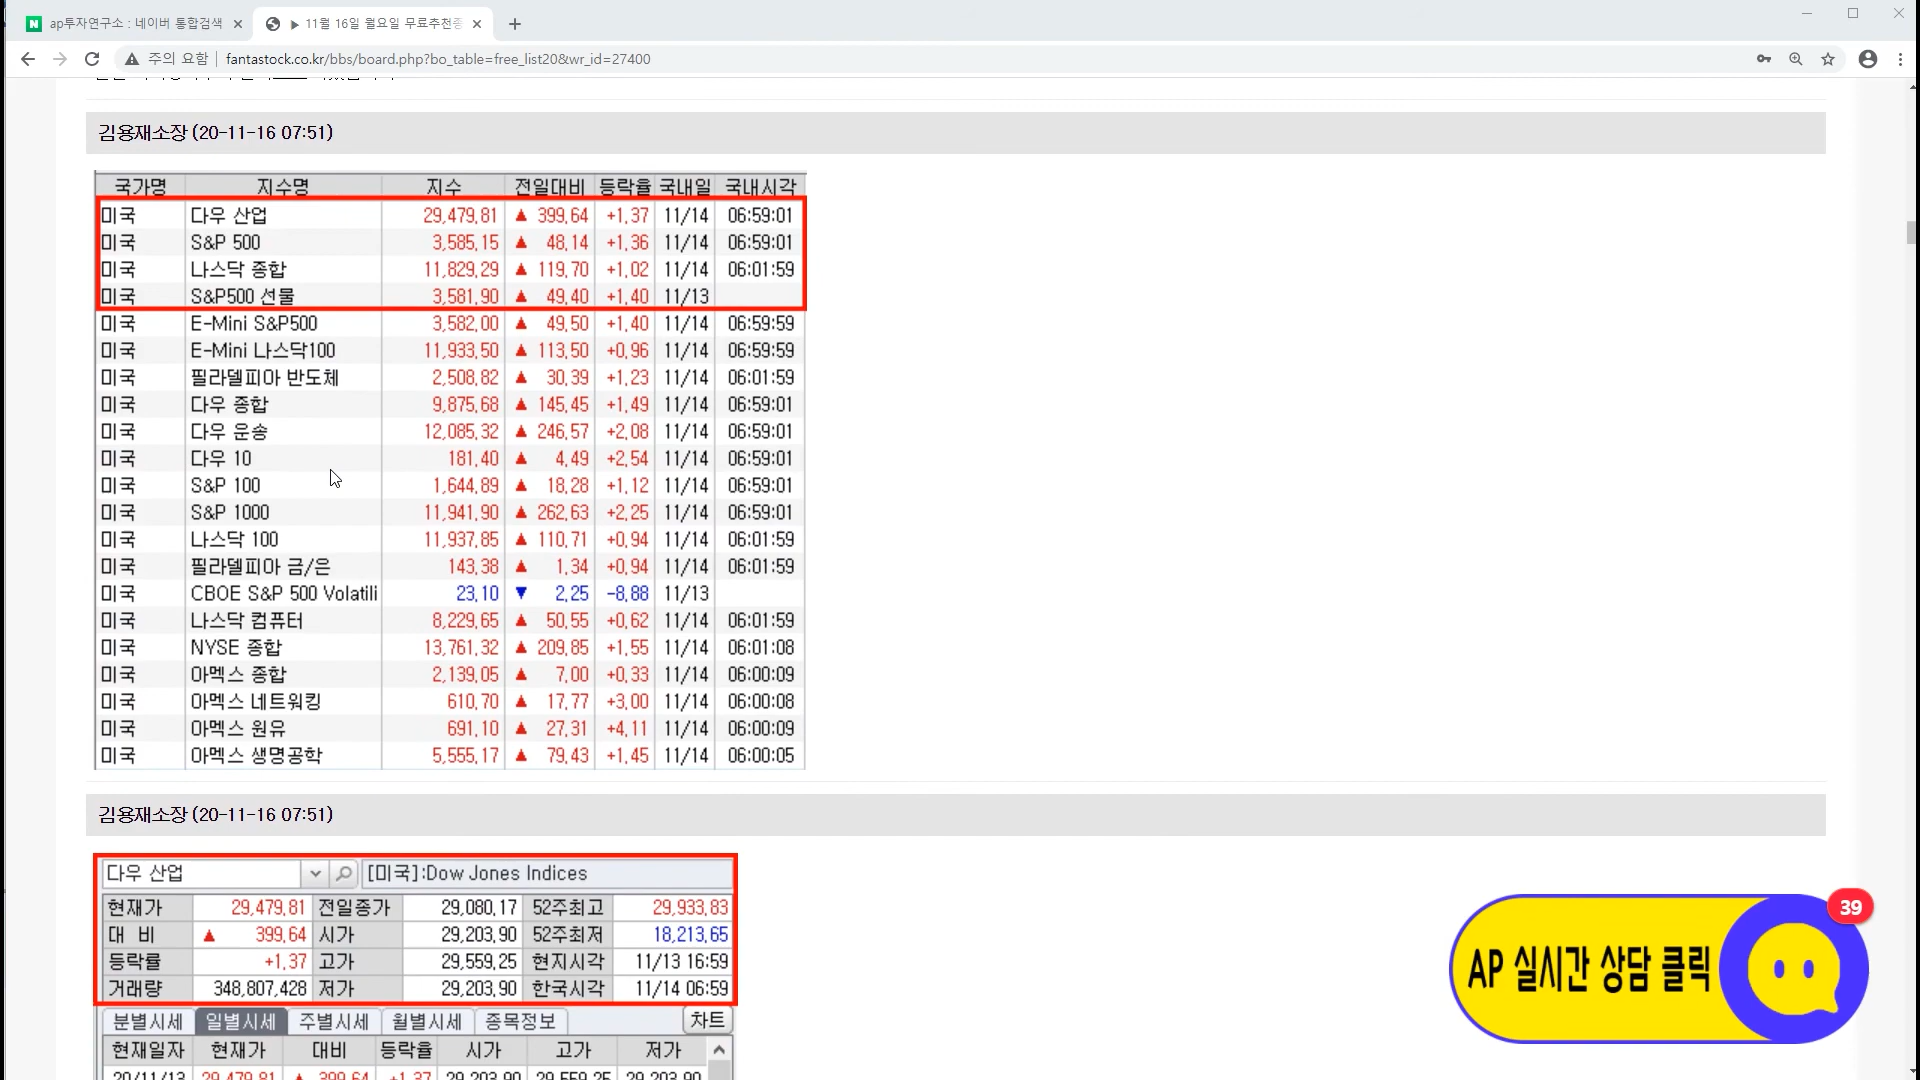 ap투자연구소 : 네이버 통합검색
▶ 11월 16일 월요일 무료추천종
주의 요함
fantastock.co.kr/bbs/board.php?bo_table=free_list20&wr_id=27400
김용재소장 (20-11-16 07:51)
국가명 지수명 지수 전일대비 등락율 국내일 국내시각
미국 다우 산업 29,479,81 ▲ 399,64 +1,37 11/14 06:59:01
미국 S&P 500 3,585,15 ▲ 48,14 +1,36 11/14 06:59:01
미국 나스닥 종합 11,829,29 ▲ 119,70 +1,02 11/14 06:01:59
미국 S&P500 선물 3,581,90 ▲ 49,40 +1,40 11/13
미국 E-Mini S&P500 3,582,00 ▲ 49,50 +1,40 11/14 06:59:59
미국 E-Mini 나스닥100 11,933,50 ▲ 113,50 +0,96 11/14 06:59:59
미국 필라델피아 반도체 2,508,82 ▲ 30,39 +1,23 11/14 06:01:59
미국 다우 종합 9,875,68 ▲ 145,45 +1,49 11/14 06:59:01
미국 다우 운송 12,085,32 ▲ 246,57 +2,08 11/14 06:59:01
미국 다우 10 181,40 ▲ 4,49 +2,54 11/14 06:59:01
미국 S&P 100 1,644,89 ▲ 18,28 +1,12 11/14 06:59:01
미국 S&P 1000 11,941,90 ▲ 262,63 +2,25 11/14 06:59:01
미국 나스닥 100 11,937,85 ▲ 110,71 +0,94 11/14 06:01:59
미국 필라델피아 금/은 143,38 ▲ 1,34 +0,94 11/14 06:01:59
미국 CBOE S&P 500 Volatili 23,10 ▼ 2,25 -8,88 11/13
미국 나스닥 컴퓨터 8,229,65 ▲ 50,55 +0,62 11/14 06:01:59
미국 NYSE 종합 13,761,32 ▲ 209,85 +1,55 11/14 06:01:08
미국 아멕스 종합 2,139,05 ▲ 7,00 +0,33 11/14 06:00:09
미국 아멕스 네트워킹 610,70 ▲ 17,77 +3,00 11/14 06:00:08
미국 아멕스 원유 691,10 ▲ 27,31 +4,11 11/14 06:00:09
미국 아멕스 생명공학 5,555,17 ▲ 79,43 +1,45 11/14 06:00:05
김용재소장 (20-11-16 07:51)
다우 산업 [미국]:Dow Jones Indices
현재가 29,479,81 전일종가 29,080,17 52주최고 29,933,83
대 비 ▲ 399,64 시가 29,203,90 52주최저 18,213,65
등락률 +1,37 고가 29,559,25 현지시각 11/13 16:59
거래량 348,807,428 저가 29,203,90 한국시각 11/14 06:59
분별시세 일별시세 주별시세 월별시세 종목정보 차트
현재일자 현재가 대비 등락율 시가 고가 저가
20/11/13 29,479,81 ▲ 399,64 +1,37 29,203,90 29,559,25 29,203,90
AP 실시간 상담 클릭
39